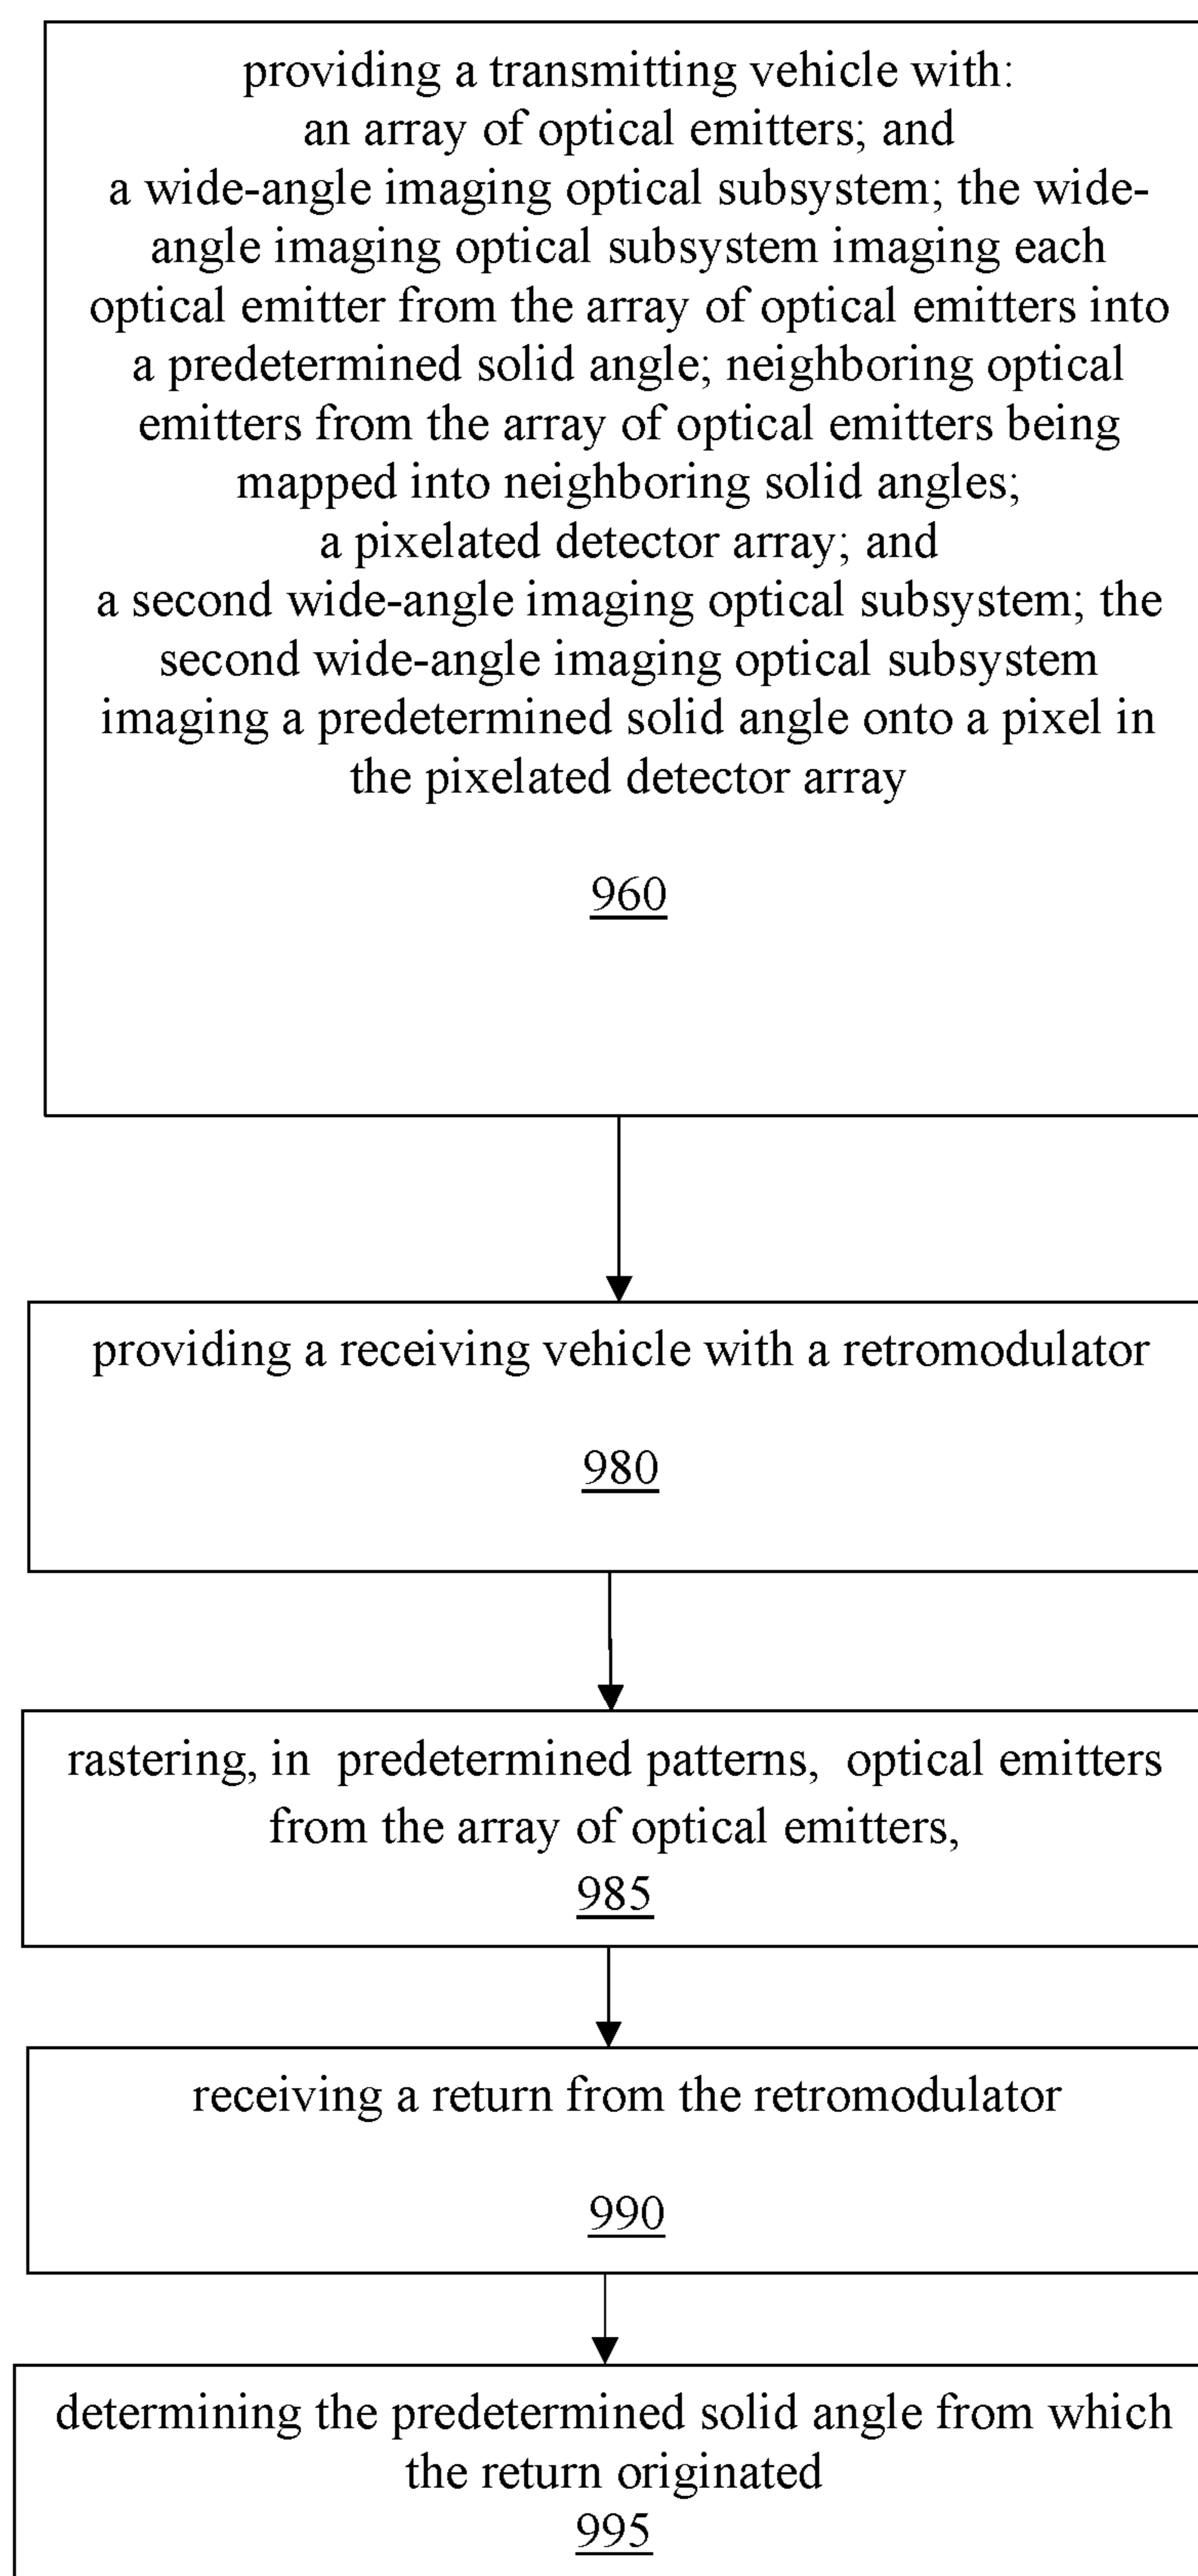 providing a transmitting vehicle with:
an array of optical emitters; and
a wide-angle imaging optical subsystem; the wide-
angle imaging optical subsystem imaging each
optical emitter from the array of optical emitters into
a predetermined solid angle; neighboring optical
emitters from the array of optical emitters being
mapped into neighboring solid angles;
a pixelated detector array; and
a second wide-angle imaging optical subsystem; the
second wide-angle imaging optical subsystem
imaging a predetermined solid angle onto a pixel in
the pixelated detector array
960
providing a receiving vehicle with a retromodulator
980
rastering, in predetermined patterns, optical emitters
from the array of optical emitters,
985
receiving a return from the retromodulator
990
determining the predetermined solid angle from which
the return originated
995